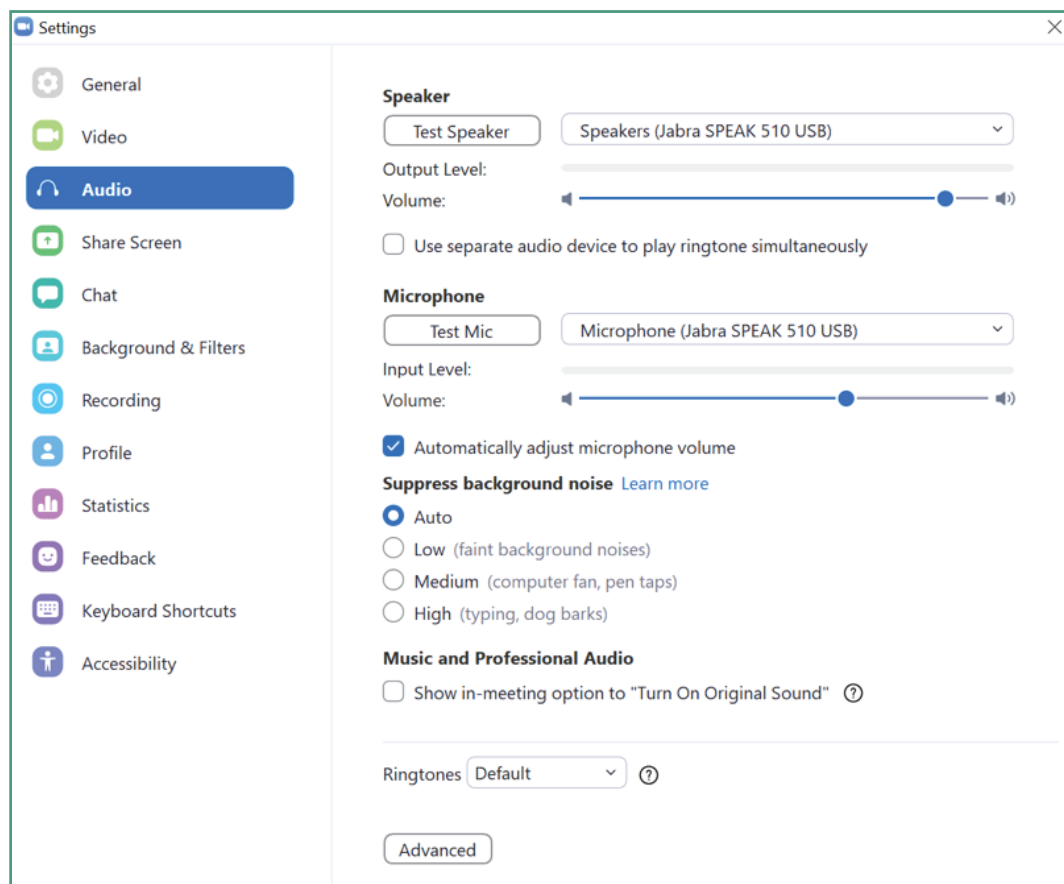 Settings
General
Video
Audio
Share Screen
Chat
Background & Filters
Recording
Profile
Statistics
Feedback
Keyboard Shortcuts
Accessibility
Speaker
Test Speaker Speakers (Jabra SPEAK 510 USB)
Output Level:
Volume:
Use separate audio device to play ringtone simultaneously
Microphone
Test Mic Microphone (Jabra SPEAK 510 USB)
Input Level:
Volume:
Automatically adjust microphone volume
Suppress background noise Learn more
Auto
Low (faint background noises)
Medium (computer fan, pen taps)
High (typing, dog barks)
Music and Professional Audio
Show in-meeting option to "Turn On Original Sound" ?
Ringtones Default ?
Advanced